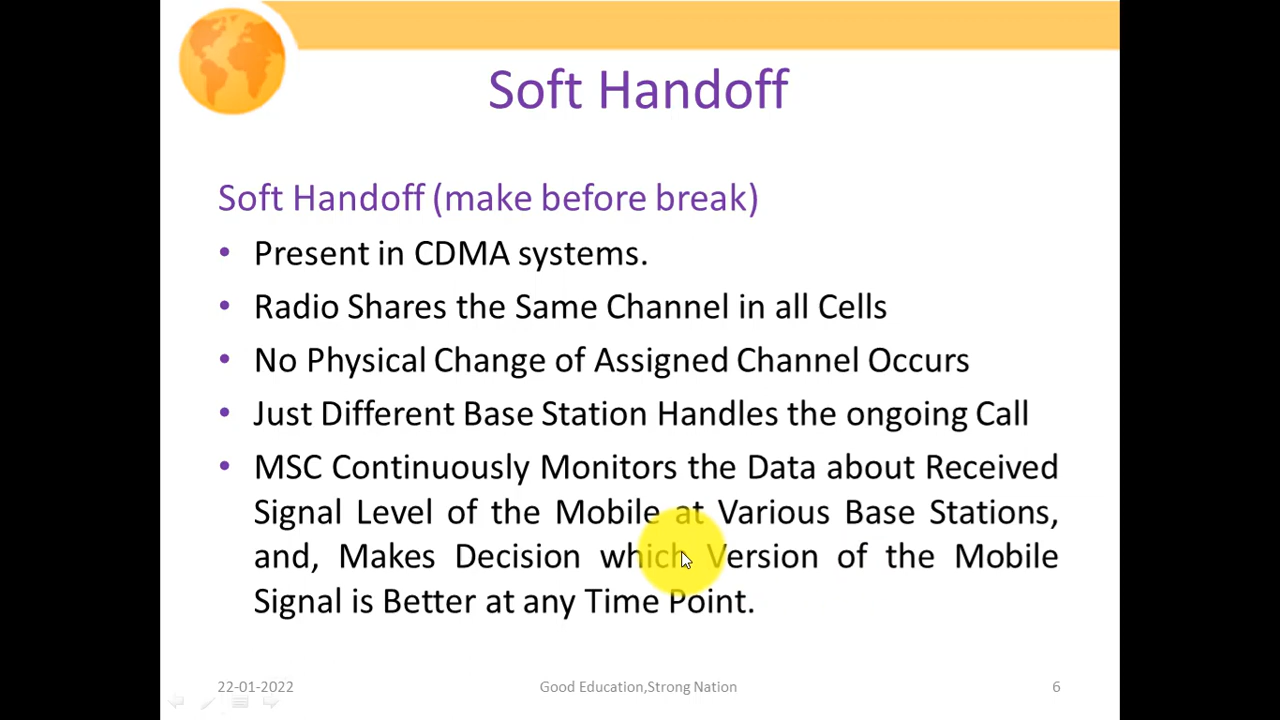 Soft Handoff
Soft Handoff (make before break)
• Present in CDMA systems.
• Radio Shares the Same Channel in all Cells
• No Physical Change of Assigned Channel Occurs
• Just Different Base Station Handles the ongoing Call
• MSC Continuously Monitors the Data about Received
Signal Level of the Mobile at Various Base Stations,
and, Makes Decision which Version of the Mobile
Signal is Better at any Time Point.
22-01-2022 Good Education,Strong Nation 6